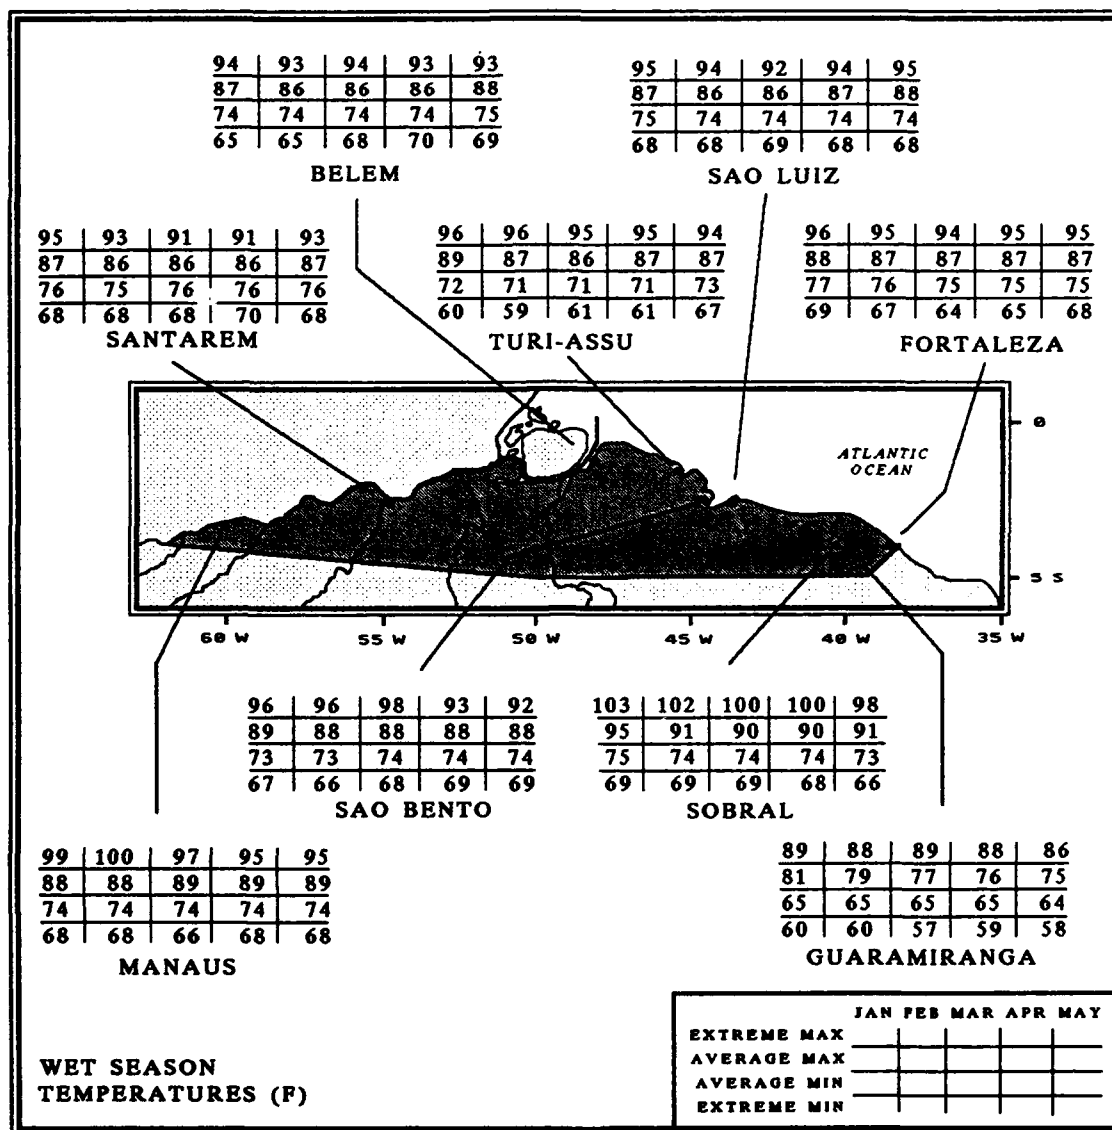 94 93 94 93 93
87 86 86 86 88
74 74 74 74 75
65 65 68 70 69
BELEM
95 94 92 94 95
87 86 86 87 88
75 74 74 74 74
68 68 69 68 68
SAO LUIZ
95 93 91 91 93
87 86 86 86 87
76 75 76 76 76
68 68 68 70 68
SANTAREM
96 96 95 95 94
89 87 86 87 87
72 71 71 71 73
60 59 61 61 67
TURI-ASSU
96 95 94 95 95
88 87 87 87 87
77 76 75 75 75
69 67 64 65 68
FORTALEZA
0
ATLANTIC
OCEAN
5 S
60 W 55 W 50 W 45 W 40 W 35 W
96 96 98 93 92
89 88 88 88 88
73 73 74 74 74
67 66 68 69 69
SAO BENTO
103 102 100 100 98
95 91 90 90 91
75 74 74 74 73
69 69 69 68 66
SOBRAL
99 100 97 95 95
88 88 89 89 89
74 74 74 74 74
68 68 66 68 68
MANAUS
89 88 89 88 86
81 79 77 76 75
65 65 65 65 64
60 60 57 59 58
GUARAMIRANGA
WET SEASON
TEMPERATURES (F)
JAN FEB MAR APR MAY
EXTREME MAX
AVERAGE MAX
AVERAGE MIN
EXTREME MIN